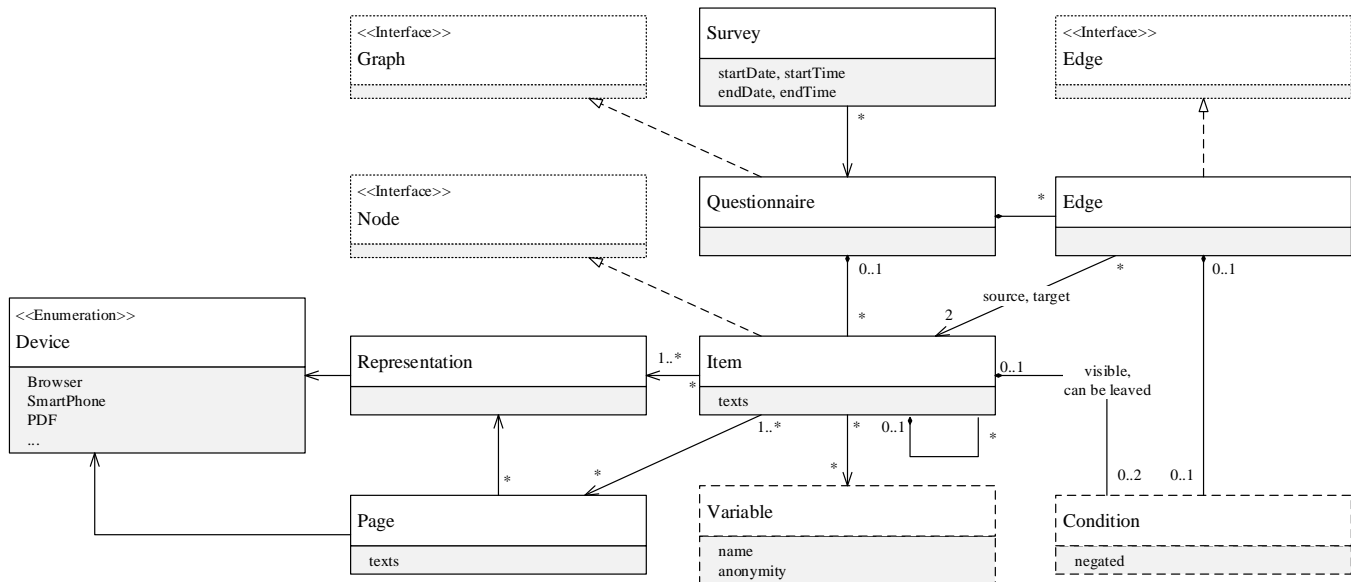 <<Interface>>
Graph
Survey
startDate, startTime
endDate, endTime
<<Interface>>
Edge
*
<<Interface>>
Node
Questionnaire
*
Edge
0..1
*
0..1
source, target
*
2
<<Enumeration>>
Device
Browser
SmartPhone
PDF
...
Representation
1..*
*
Item
texts
0..1
visible,
can be leaved
1..*
*
0..1
*
*
*
*
0..2
0..1
Page
texts
Variable
name
anonymity
Condition
negated